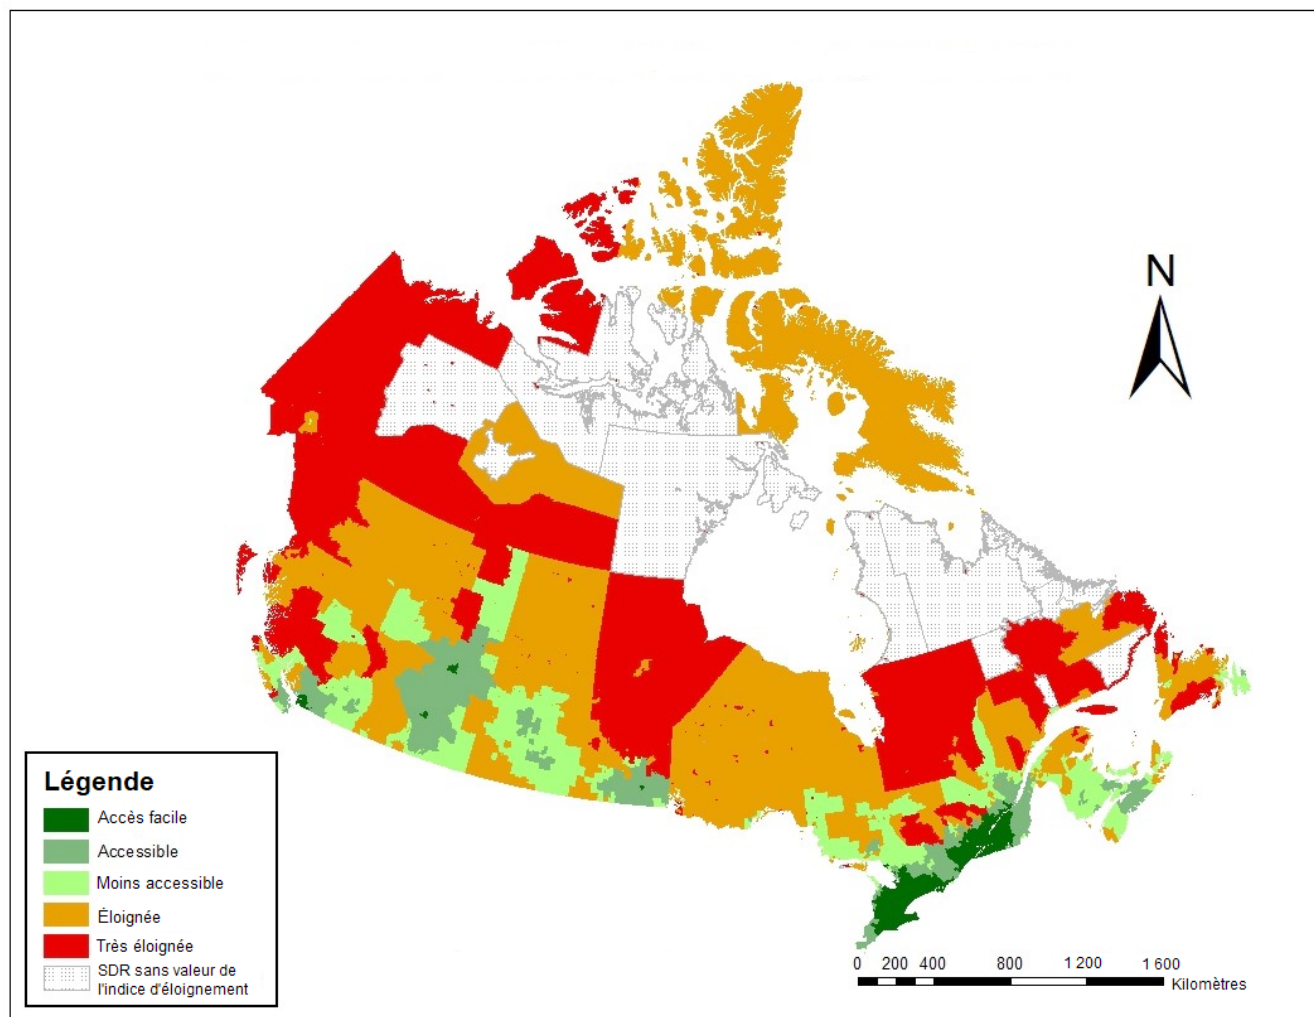 N
Légende
Accès facile
Accessible
Moins accessible
Éloignée
Très éloignée
SDR sans valeur de
l'indice d'éloignement
0 200 400 800 1 200 1 600
Kilomètres